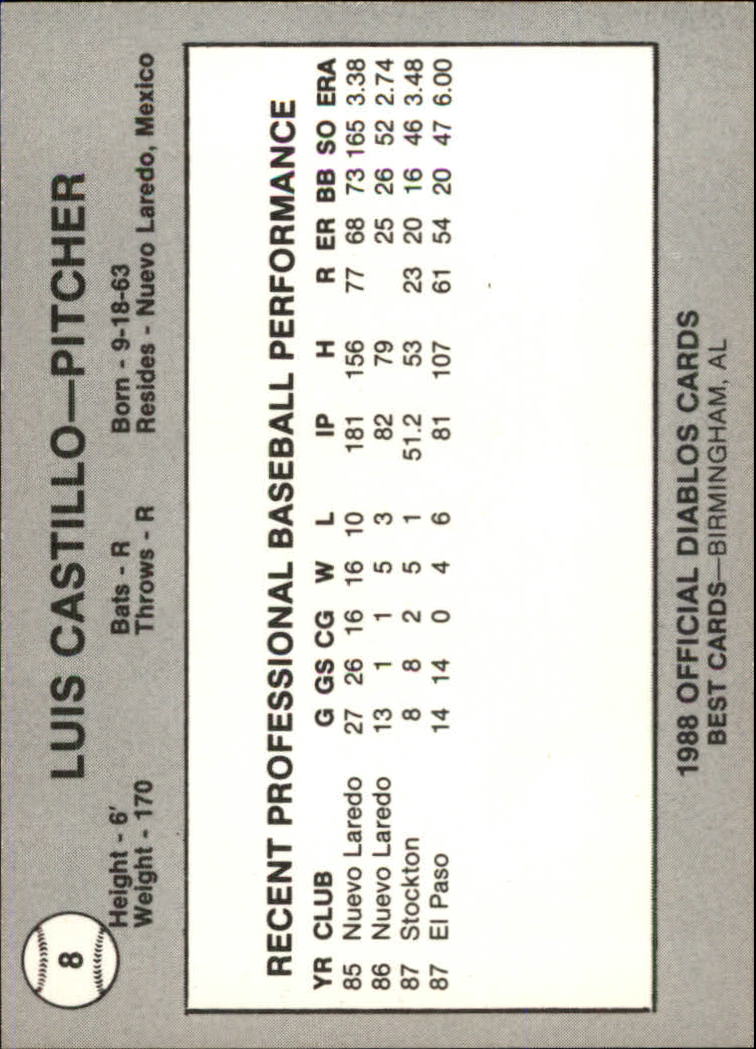 8
LUIS CASTILLO—PITCHER
Height - 6' Bats - R Born - 9-18-63
Weight - 170 Throws - R Resides - Nuevo Laredo, Mexico
RECENT PROFESSIONAL BASEBALL PERFORMANCE
YR CLUB G GS CG W L IP H R ER BB SO ERA
85 Nuevo Laredo 27 26 16 16 10 181 156 77 68 73 165 3.38
86 Nuevo Laredo 13 1 1 5 3 82 79 25 26 52 2.74
87 Stockton 8 8 2 5 1 51.2 53 23 20 16 46 3.48
87 El Paso 14 14 0 4 6 81 107 61 54 20 47 6.00
1988 OFFICIAL DIABLOS CARDS
BEST CARDS—BIRMINGHAM, AL